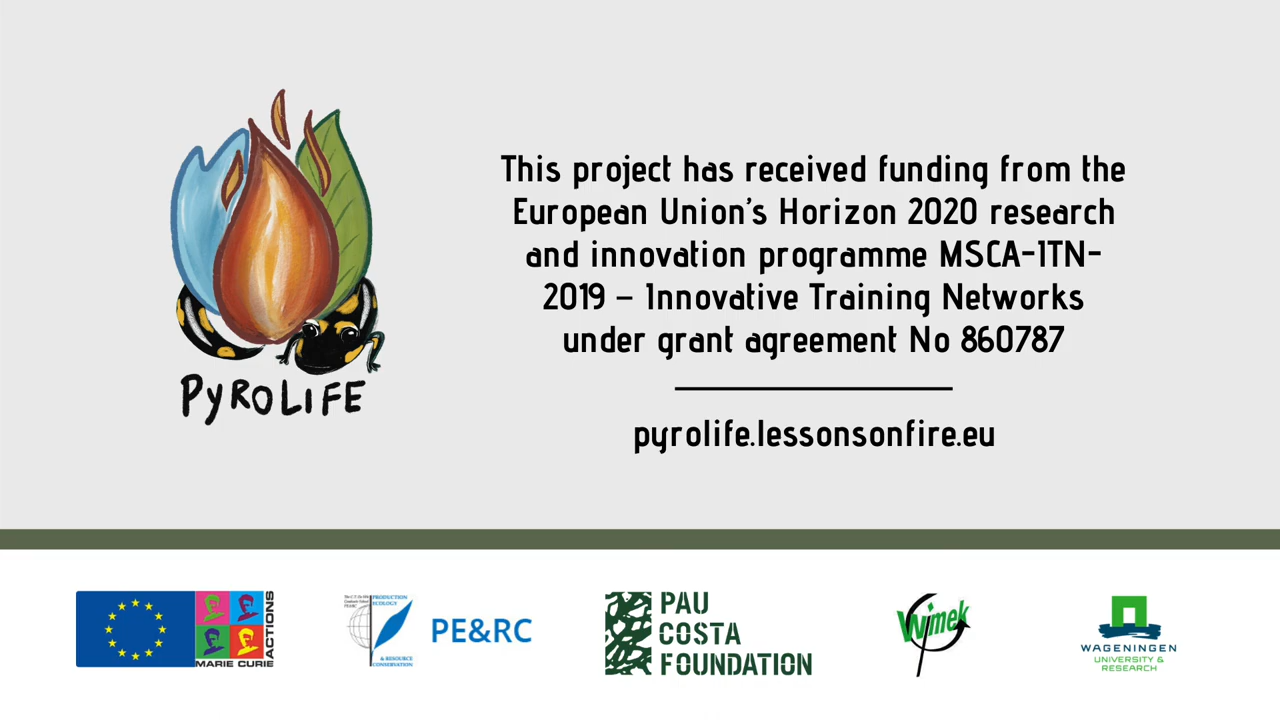 PYROLIFE
This project has received funding from the
European Union's Horizon 2020 research
and innovation programme MSCA-ITN-
2019 – Innovative Training Networks
under grant agreement No 860787
pyrolife.lessonsonfire.eu
MARIE CURIE
ACTIONS
PRODUCTION
ECOLOGY
& RESOURCE
CONSERVATION
PE&RC
PAU
COSTA
FOUNDATION
Wimek
WAGENINGEN
UNIVERSITY &
RESEARCH